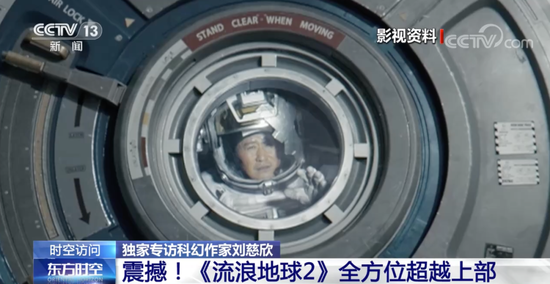 CCTV 13
新闻
影视资料
CCTV.com
AIR LOCK
STAND CLEAR - WHEN MOVING
时空访问
独家专访科幻作家刘慈欣
东方时空
震撼！《流浪地球2》全方位超越上部